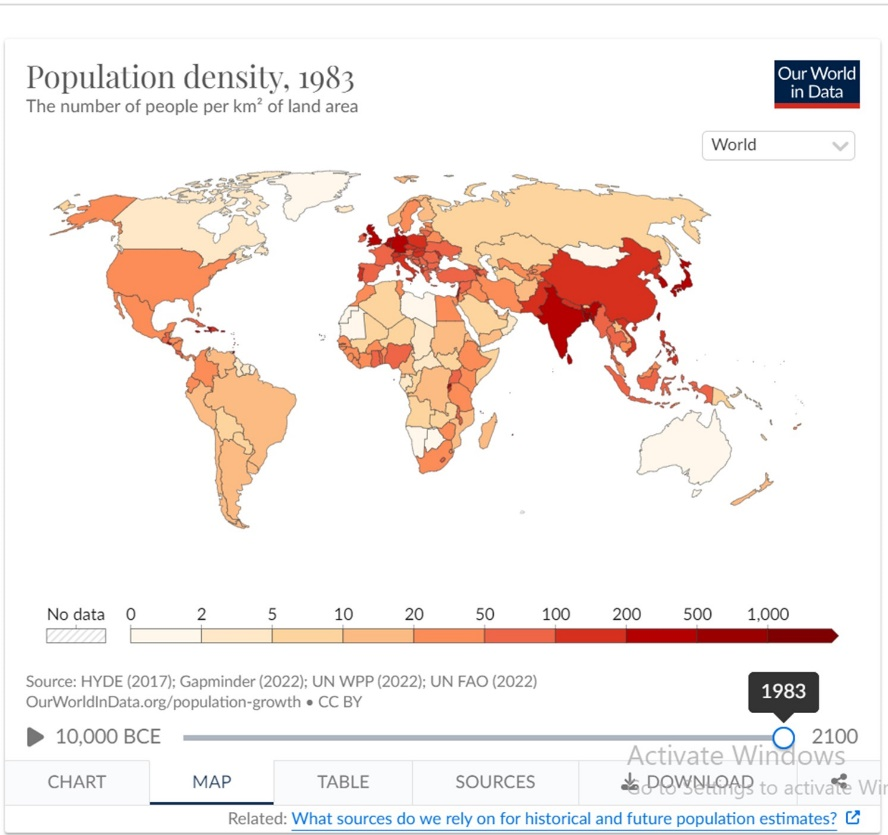 Population density, 1983
The number of people per km² of land area
Our World
in Data
World
No data 0 2 5 10 20 50 100 200 500 1,000
Source: HYDE (2017); Gapminder (2022); UN WPP (2022); UN FAO (2022)
OurWorldInData.org/population-growth • CC BY
1983
10,000 BCE 2100
Activate Windows
CHART MAP TABLE SOURCES DOWNLOAD
Go to Settings to activate Win
Related: What sources do we rely on for historical and future population estimates?